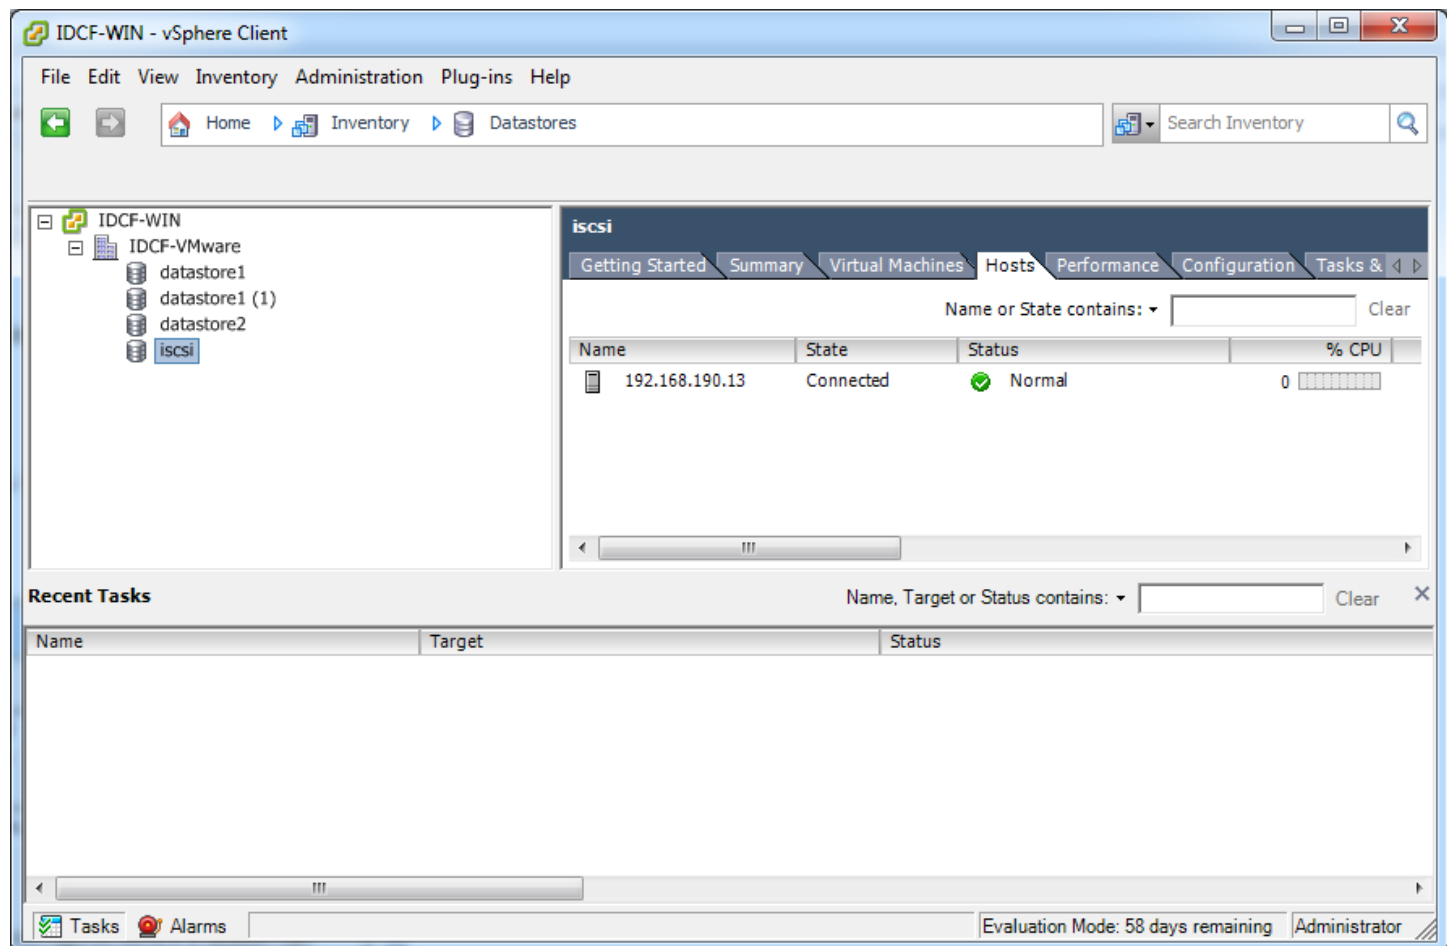 IDCF-WIN - vSphere Client
File Edit View Inventory Administration Plug-ins Help
Home Inventory Datastores Search Inventory
IDCF-WIN
IDCF-VMware
datastore1
datastore1 (1)
datastore2
iscsi
iscsi
Getting Started Summary Virtual Machines Hosts Performance Configuration Tasks &
Name or State contains: Clear
Name State Status % CPU
192.168.190.13 Connected Normal 0
Recent Tasks Name, Target or Status contains: Clear
Name Target Status
Tasks Alarms Evaluation Mode: 58 days remaining Administrator